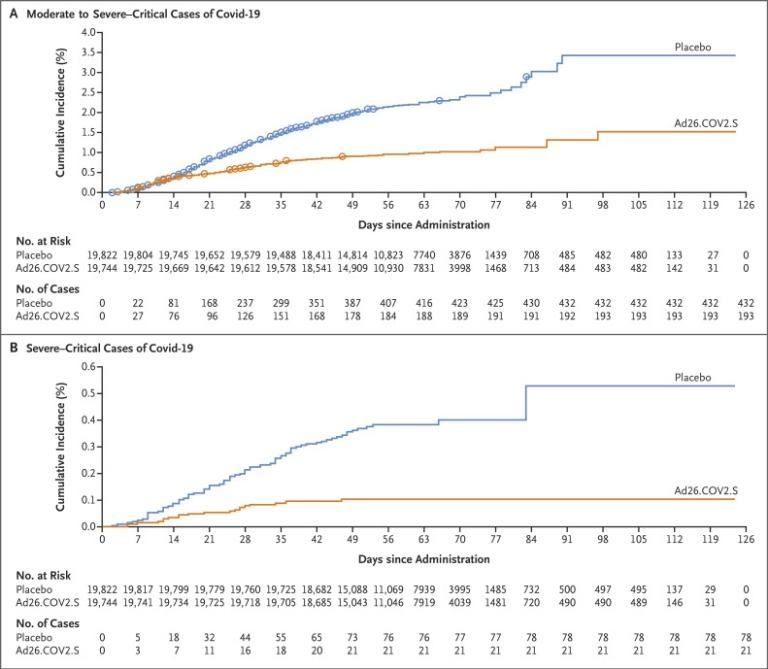 A Moderate to Severe–Critical Cases of Covid-19
Cumulative Incidence (%)
4.0
3.5
3.0
2.5
2.0
1.5
1.0
0.5
0.0
Placebo
Ad26.COV2.S
0 7 14 21 28 35 42 49 56 63 70 77 84 91 98 105 112 119 126
Days since Administration
No. at Risk
Placebo 19,822 19,804 19,745 19,652 19,579 19,488 18,411 14,814 10,823 7740 3876 1439 708 485 482 480 133 27 0
Ad26.COV2.S 19,744 19,725 19,669 19,642 19,612 19,578 18,541 14,909 10,930 7831 3998 1468 713 484 483 482 142 31 0
No. of Cases
Placebo 0 22 81 168 237 299 351 387 407 416 423 425 430 432 432 432 432 432 432
Ad26.COV2.S 0 27 76 96 126 151 168 178 184 188 189 191 191 192 193 193 193 193 193
B Severe–Critical Cases of Covid-19
Cumulative Incidence (%)
0.6
0.5
0.4
0.3
0.2
0.1
0.0
Placebo
Ad26.COV2.S
0 7 14 21 28 35 42 49 56 63 70 77 84 91 98 105 112 119 126
Days since Administration
No. at Risk
Placebo 19,822 19,817 19,799 19,779 19,760 19,725 18,682 15,088 11,069 7939 3995 1485 732 500 497 495 137 29 0
Ad26.COV2.S 19,744 19,741 19,734 19,725 19,718 19,705 18,685 15,043 11,046 7919 4039 1481 720 490 490 489 146 31 0
No. of Cases
Placebo 0 5 18 32 44 55 65 73 76 76 77 77 78 78 78 78 78 78 78
Ad26.COV2.S 0 3 7 11 16 18 20 21 21 21 21 21 21 21 21 21 21 21 21